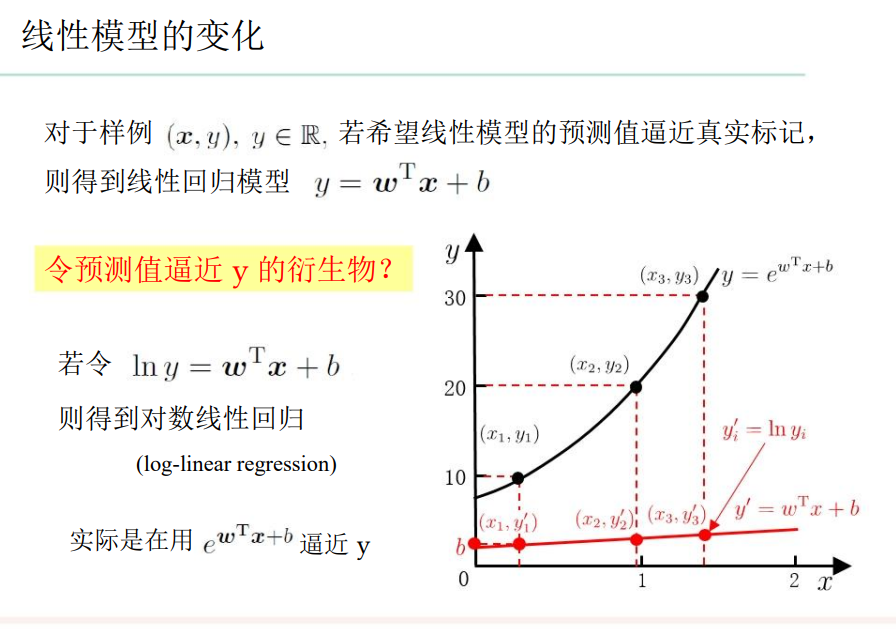 线性模型的变化
对于样例 (x, y), y ∈ ℝ, 若希望线性模型的预测值逼近真实标记，
则得到线性回归模型 y = wᵀx + b
令预测值逼近 y 的衍生物？
若令 ln y = wᵀx + b
则得到对数线性回归
(log-linear regression)
实际是在用 e^{wᵀx+b} 逼近 y
y
(x₃, y₃) y = e^{wᵀx+b}
30
(x₂, y₂)
20
(x₁, y₁)
y′ᵢ = ln yᵢ
10
(x₁, y′₁) (x₂, y′₂) (x₃, y′₃) y′ = wᵀx + b
b
0 1 2 x